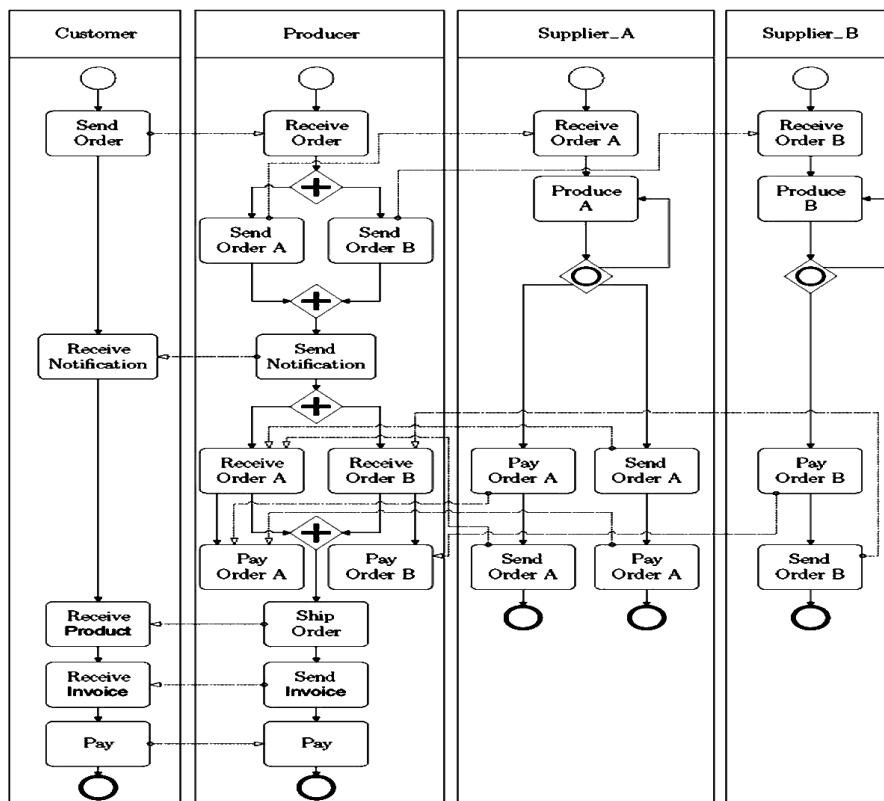 Customer
Producer
Supplier_A
Supplier_B
Send
Order
Receive
Order
Receive
Order A
Receive
Order B
Produce
A
Produce
B
Send
Order A
Send
Order B
Receive
Notification
Send
Notification
Receive
Order A
Receive
Order B
Pay
Order A
Send
Order A
Pay
Order B
Pay
Order A
Pay
Order B
Send
Order A
Pay
Order A
Send
Order B
Receive
Product
Ship
Order
Receive
Invoice
Send
Invoice
Pay
Pay